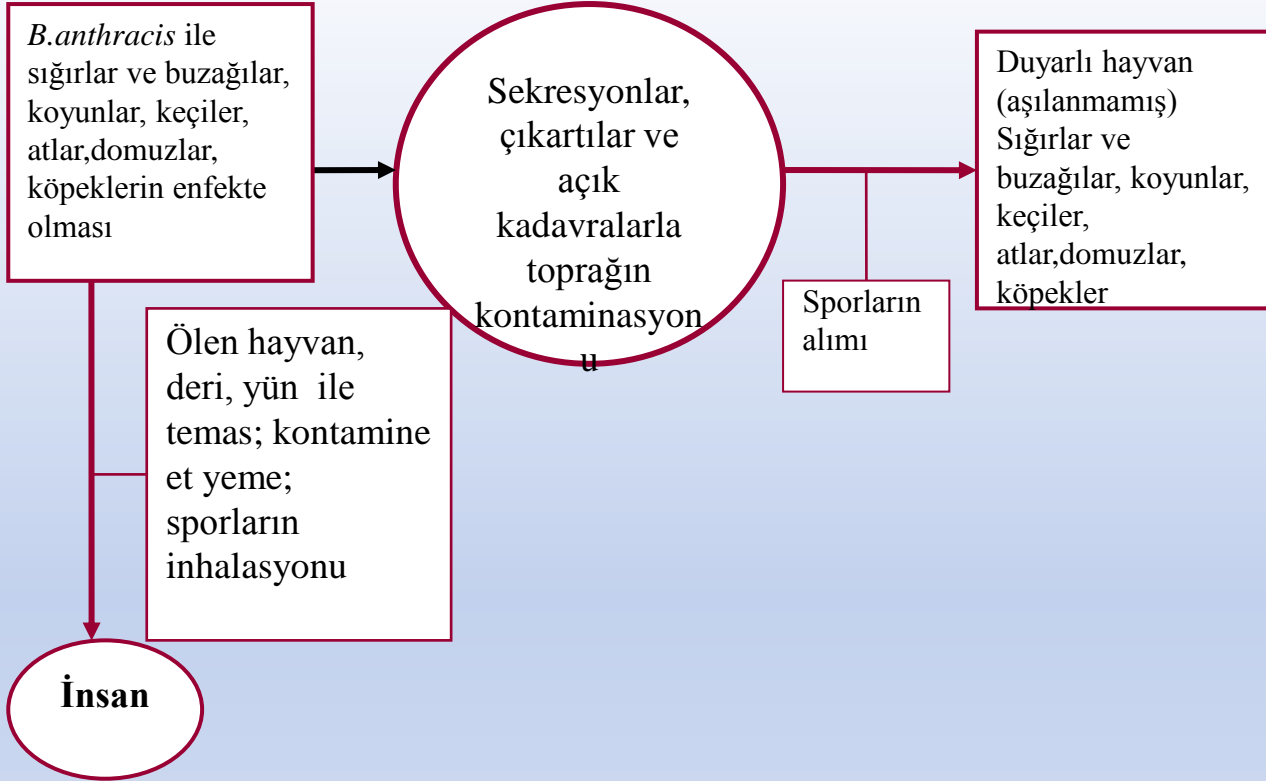 B.anthracis ile
sığırlar ve buzağılar,
koyunlar, keçiler,
atlar,domuzlar,
köpeklerin enfekte
olması
Sekresyonlar,
çıkartılar ve
açık
kadavralarla
toprağın
kontaminasyon
u
Duyarlı hayvan
(aşılanmamış)
Sığırlar ve
buzağılar, koyunlar,
keçiler,
atlar,domuzlar,
köpekler
Sporların
alımı
Ölen hayvan,
deri, yün ile
temas; kontamine
et yeme;
sporların
inhalasyonu
İnsan